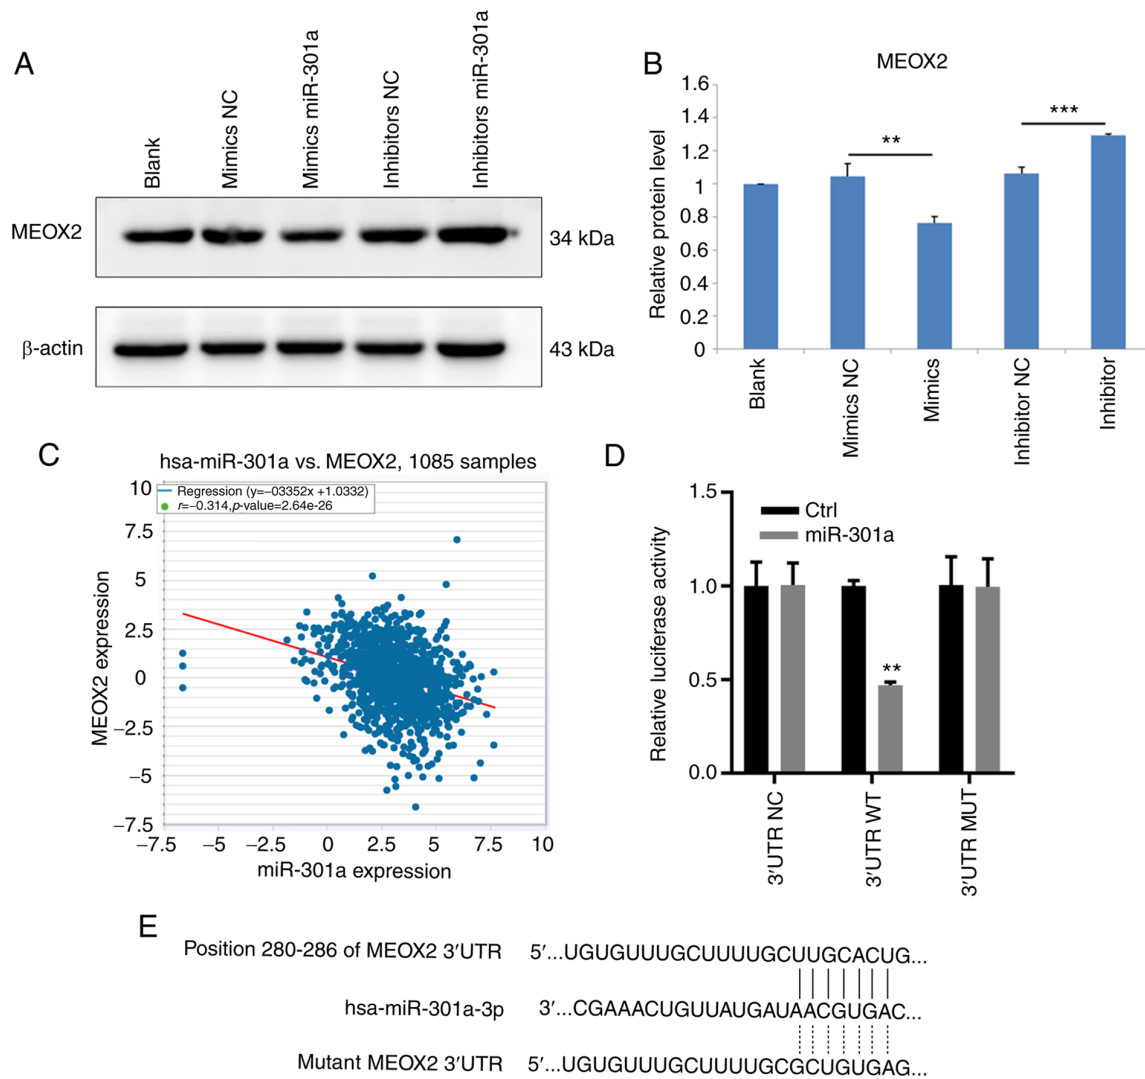 A
Blank
Mimics NC
Mimics miR-301a
Inhibitors NC
Inhibitors miR-301a
MEOX2
34 kDa
β-actin
43 kDa
B
MEOX2
Relative protein level
1.6
1.4
1.2
1
0.8
0.6
0.4
0.2
0
**
***
Blank
Mimics NC
Mimics
Inhibitor NC
Inhibitor
C
hsa-miR-301a vs. MEOX2, 1085 samples
Regression (y=−03352x +1.0332)
r=−0.314,p-value=2.64e-26
MEOX2 expression
10
7.5
5
2.5
0
−2.5
−5
−7.5
−7.5 −5 −2.5 0 2.5 5 7.5 10
miR-301a expression
D
Relative luciferase activity
1.5
1.0
0.5
0.0
Ctrl
miR-301a
**
3′UTR NC
3′UTR WT
3′UTR MUT
E
Position 280-286 of MEOX2 3′UTR 5′...UGUGUUUGCUUUUGCUUGCACUG...
hsa-miR-301a-3p 3′...CGAAACUGUUAUGAUAACGUGAC...
Mutant MEOX2 3′UTR 5′...UGUGUUUGCUUUUGCGCUGUGAG...